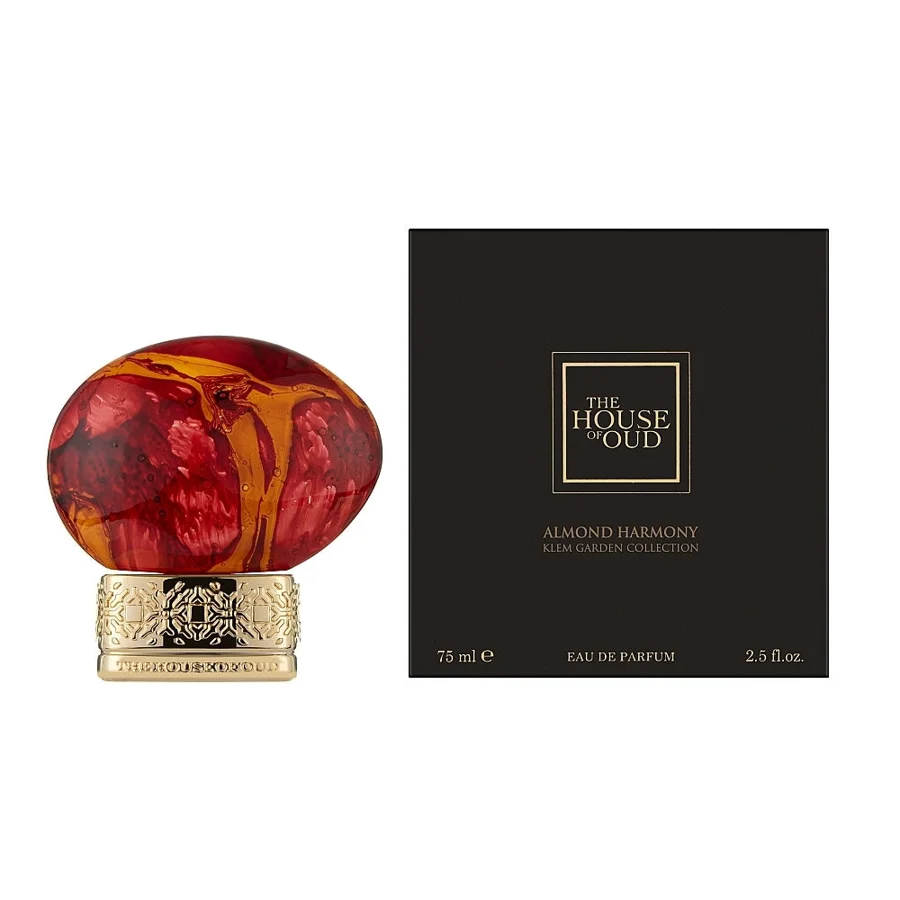 THE
HOUSE
OF OUD
ALMOND HARMONY
KLEM GARDEN COLLECTION
75 ml e
EAU DE PARFUM
2.5 fl.oz.
THEHOUSEOFOUD